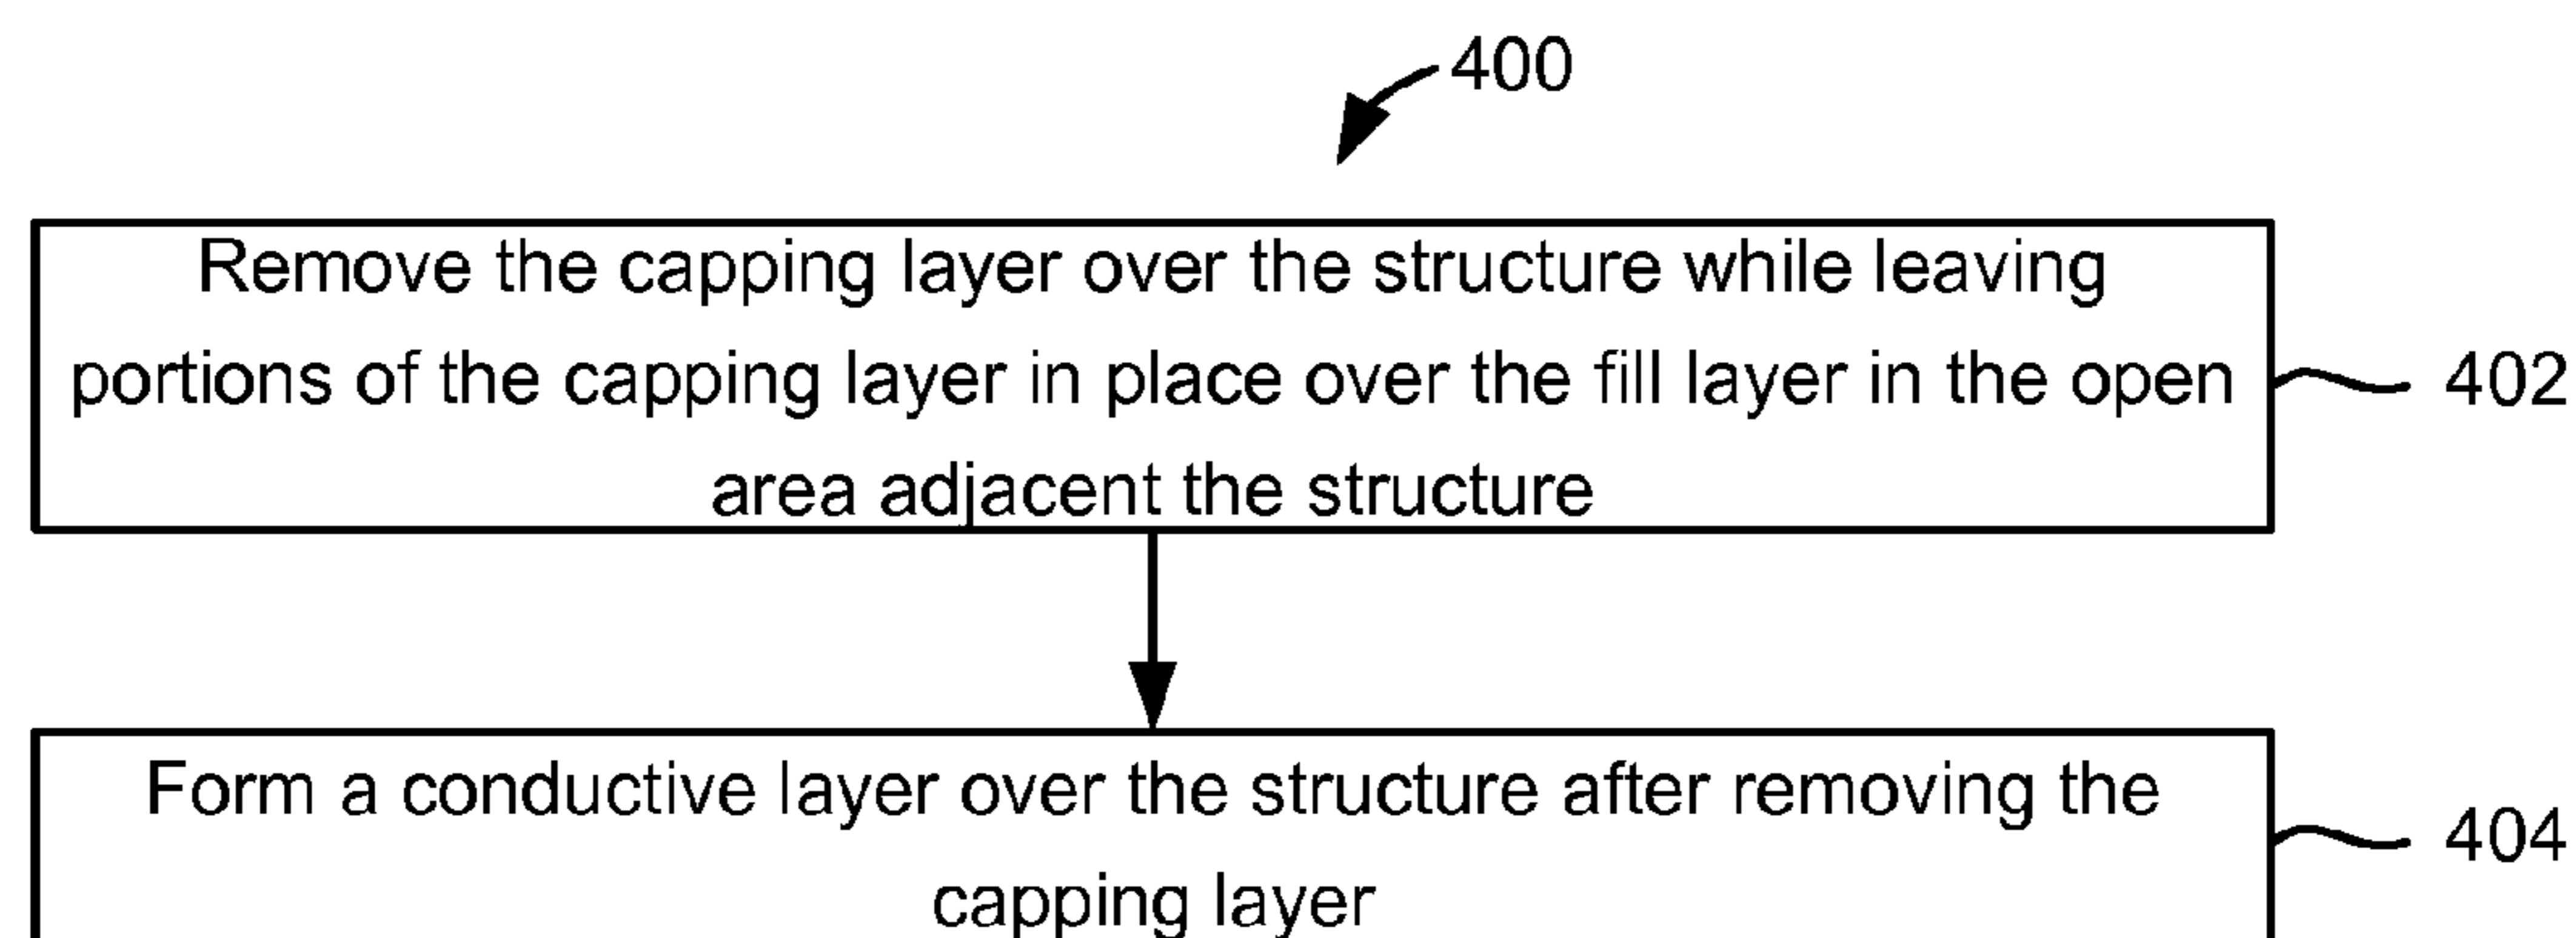 400
Remove the capping layer over the structure while leaving
portions of the capping layer in place over the fill layer in the open
402
area adjacent the structure
Form a conductive layer over the structure after removing the
404
capping layer